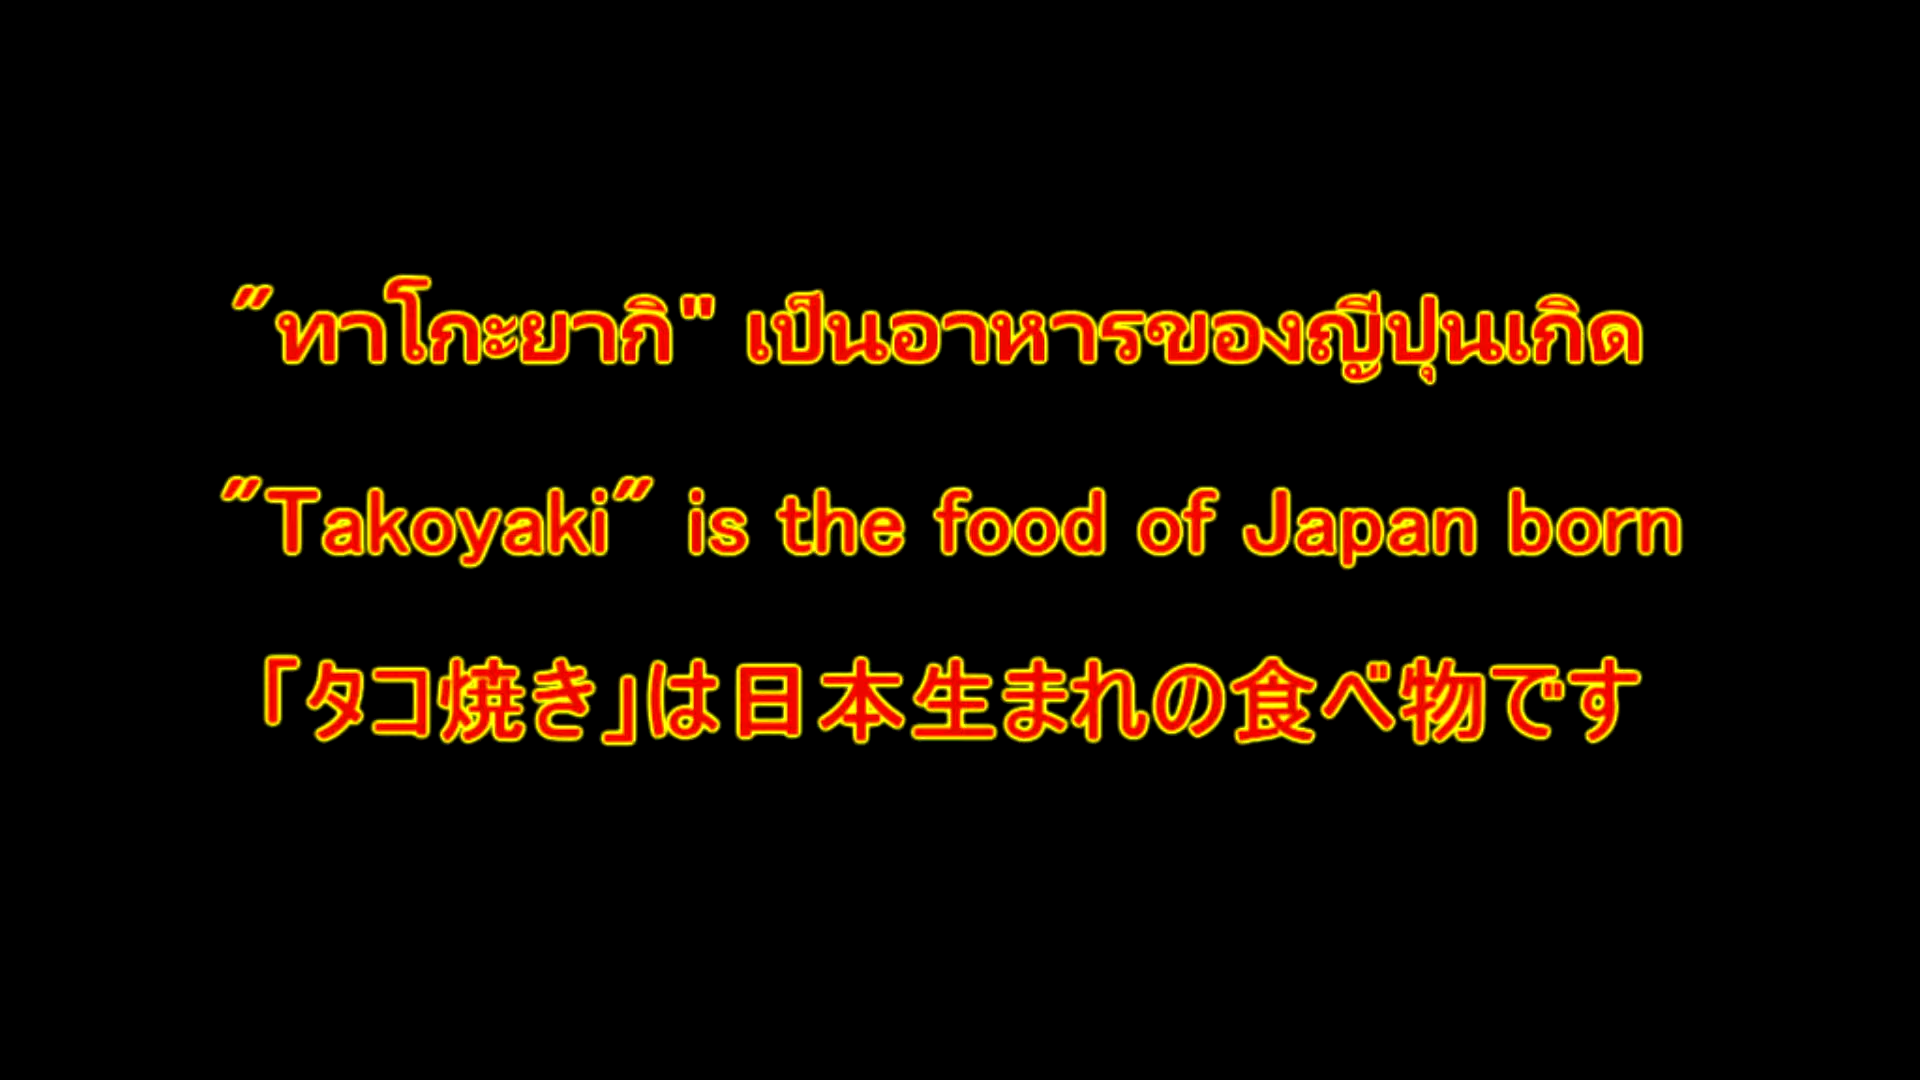 "ทาโกะยากิ" เป็นอาหารของญี่ปุ่นเกิด
"Takoyaki" is the food of Japan born
「タコ焼き」は日本生まれの食べ物です